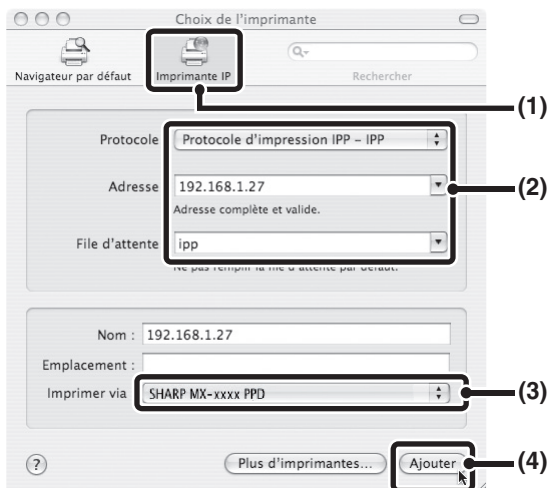 Choix de l'imprimante
Navigateur par défaut
Imprimante IP
Rechercher
(1)
Protocole
Protocole d'impression IPP – IPP
Adresse
192.168.1.27
(2)
Adresse complète et valide.
File d'attente
ipp
Ne pas remplir la file d'attente par défaut.
Nom :
192.168.1.27
Emplacement :
Imprimer via
SHARP MX-xxxx PPD
(3)
?
Plus d'imprimantes...
Ajouter
(4)